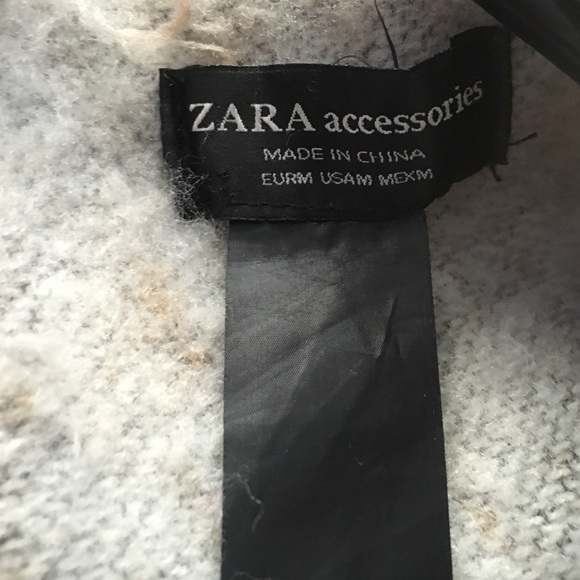 ZARA accessories
MADE IN CHINA
EURM USAM MEXM